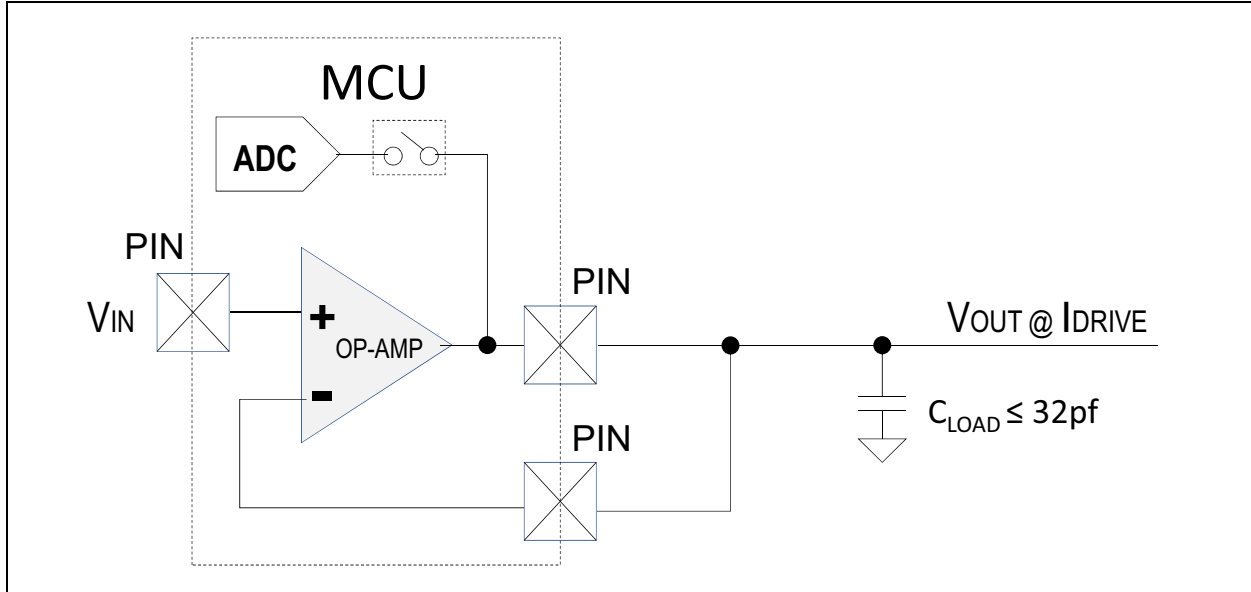 MCU
ADC
PIN
VIN
+
OP-AMP
-
PIN
VOUT @ IDRIVE
CLOAD ≤ 32pf
PIN